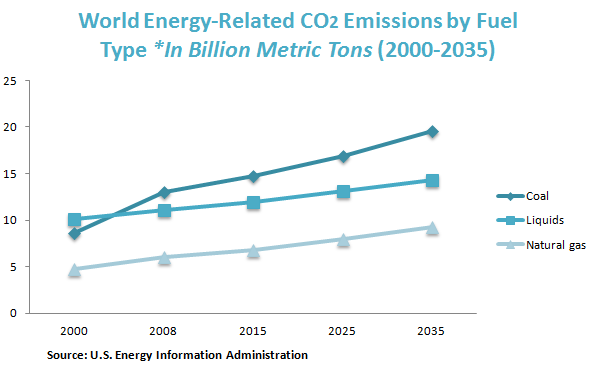 World Energy-Related CO2 Emissions by Fuel
Type *In Billion Metric Tons (2000-2035)
25
20
15
10
5
0
Coal
Liquids
Natural gas
2000 2008 2015 2025 2035
Source: U.S. Energy Information Administration